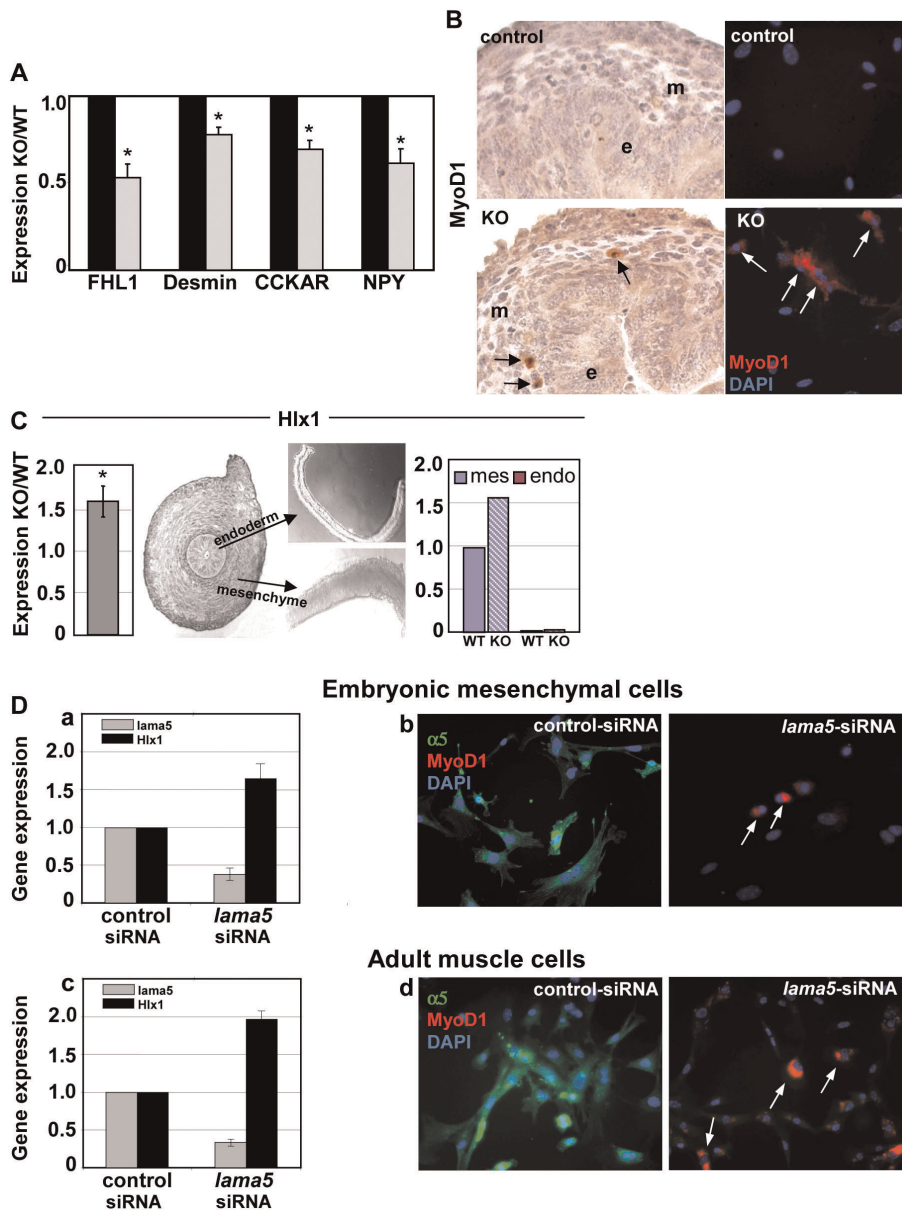 A
Expression KO/WT
1.0
0.5
0
*
*
*
*
FHL1 Desmin CCKAR NPY
B
MyoD1
control
m
e
control
KO
m
e
KO
MyoD1
DAPI
C
Hlx1
Expression KO/WT
2.0
1.5
1.0
0.5
0
*
endoderm
mesenchyme
2.0
1.5
1.0
0.5
0
mes endo
WT KO WT KO
D
Embryonic mesenchymal cells
a
Gene expression
2.0
1.5
1.0
0.5
0
lama5
Hlx1
control
siRNA
lama5
siRNA
b
control-siRNA
α5
MyoD1
DAPI
lama5-siRNA
Adult muscle cells
c
Gene expression
2.0
1.5
1.0
0.5
0
lama5
Hlx1
control
siRNA
lama5
siRNA
d
control-siRNA
α5
MyoD1
DAPI
lama5-siRNA